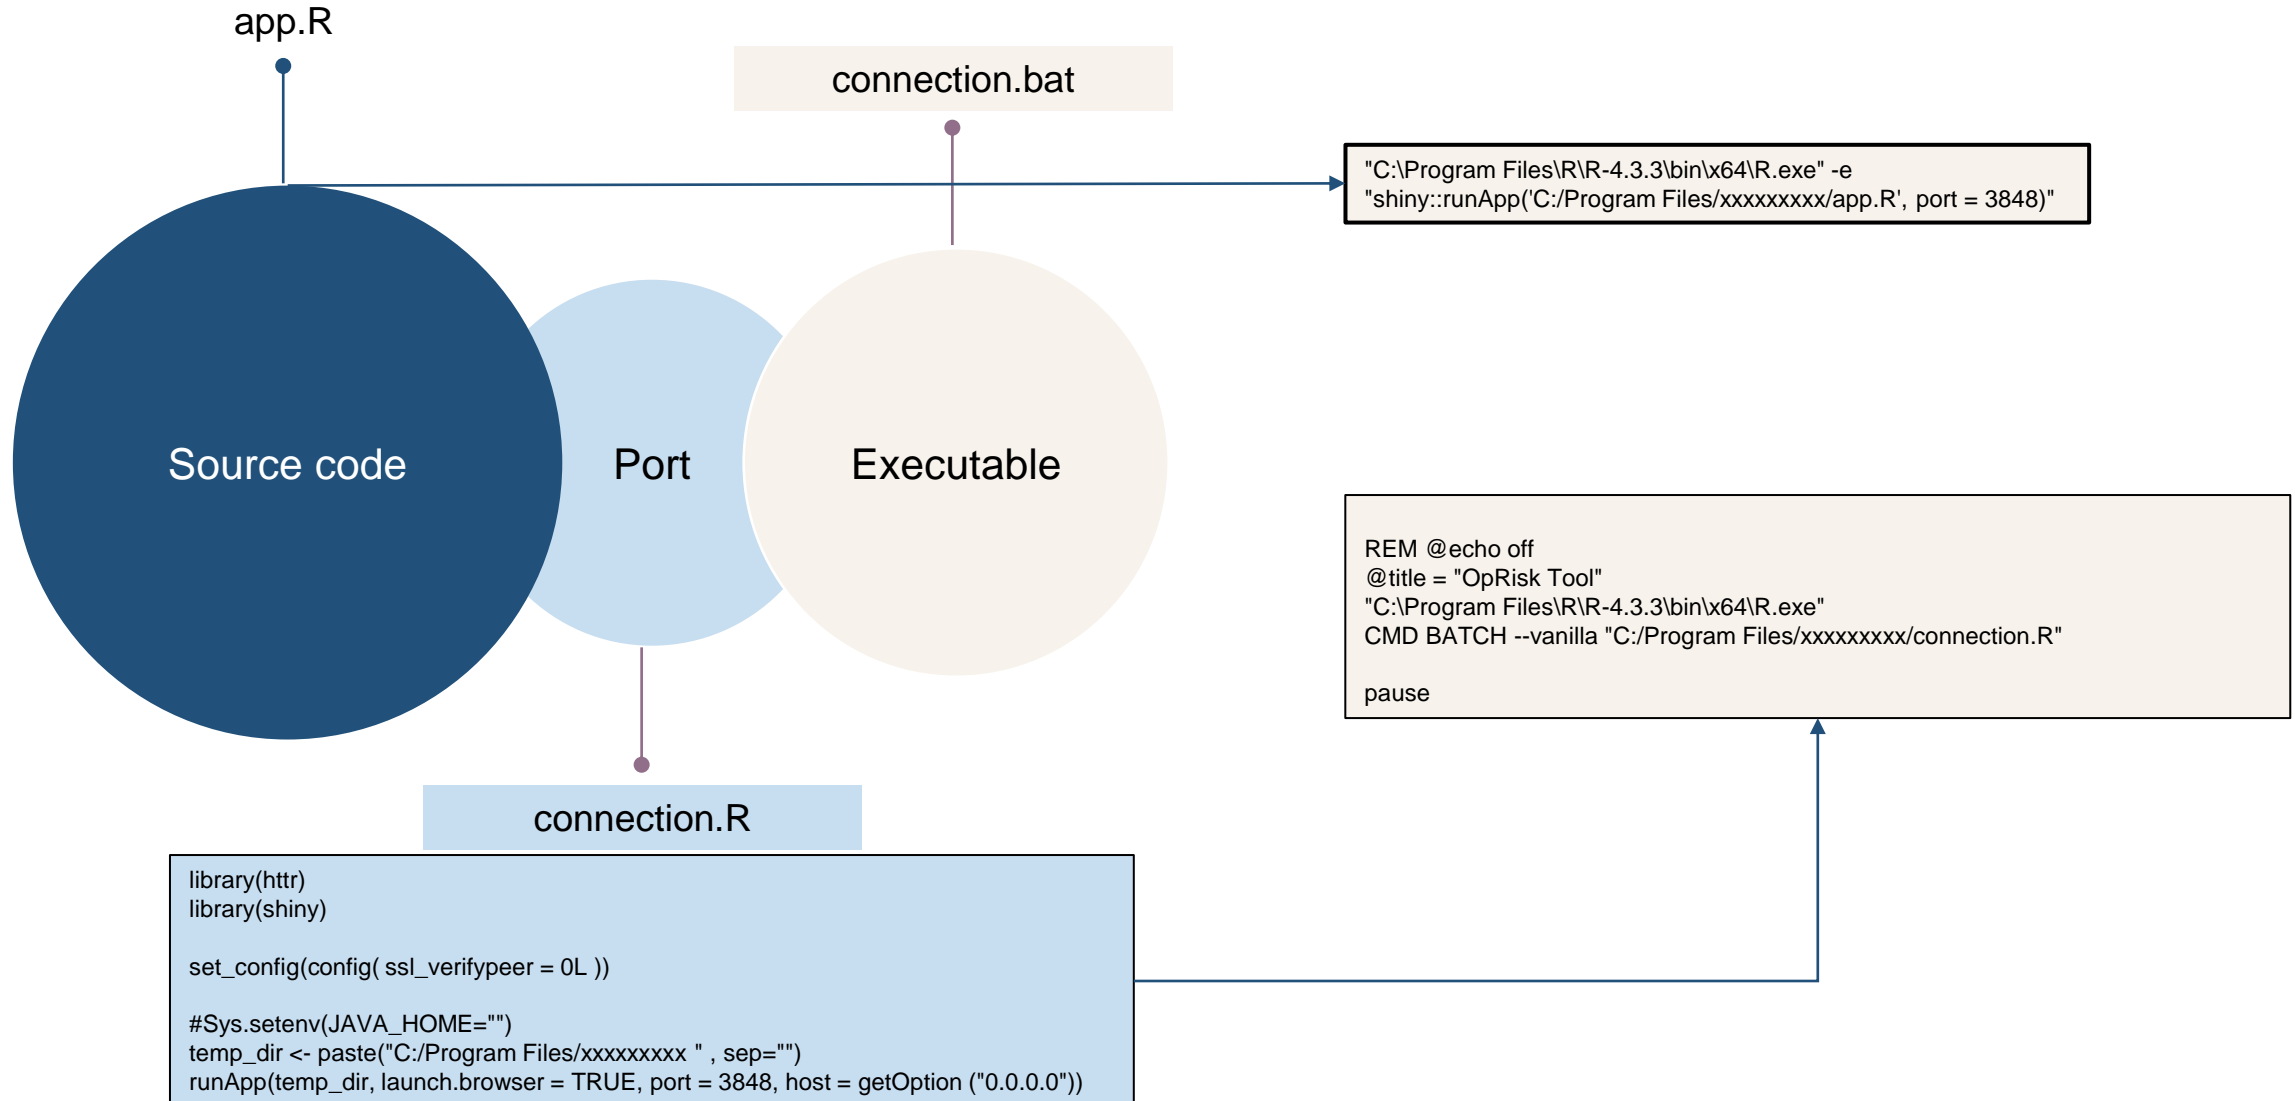 app.R
connection.bat
"C:\Program Files\R\R-4.3.3\bin\x64\R.exe" -e
"shiny::runApp('C:/Program Files/xxxxxxxxx/app.R', port = 3848)"
Source code
Port
Executable
REM @echo off
@title = "OpRisk Tool"
"C:\Program Files\R\R-4.3.3\bin\x64\R.exe"
CMD BATCH --vanilla "C:/Program Files/xxxxxxxxx/connection.R"
pause
connection.R
library(httr)
library(shiny)
set_config(config( ssl_verifypeer = 0L ))
#Sys.setenv(JAVA_HOME="")
temp_dir <- paste("C:/Program Files/xxxxxxxxx " , sep="")
runApp(temp_dir, launch.browser = TRUE, port = 3848, host = getOption ("0.0.0.0"))